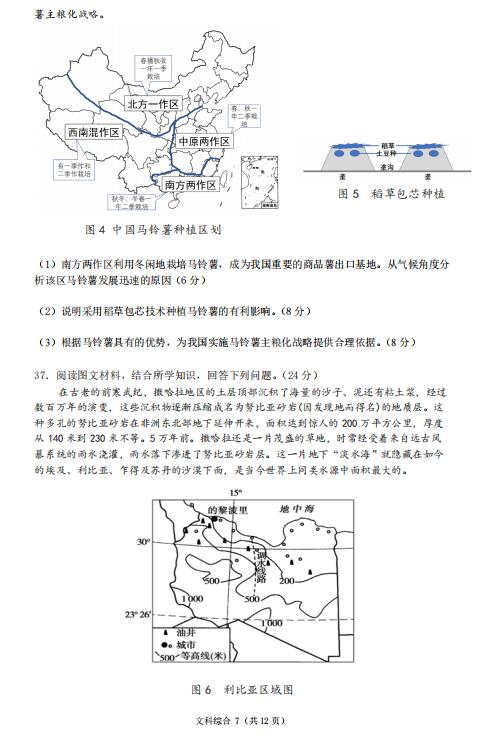 薯主粮化战略。
春播秋收
一年一季
栽培
北方一作区
春、秋一
年二季栽
培
西南混作区
中原两作区
有一季作和
二季作栽培
南方两作区
秋冬、冬春一
年二季栽培
稻草
土豆种
垄沟
垄
垄
图 5 稻草包芯种植
图 4 中国马铃薯种植区划
（1）南方两作区利用冬闲地栽培马铃薯，成为我国重要的商品薯出口基地。从气候角度分
析该区马铃薯发展迅速的原因（6 分）
（2）说明采用稻草包芯技术种植马铃薯的有利影响。（8 分）
（3）根据马铃薯具有的优势，为我国实施马铃薯主粮化战略提供合理依据。（8 分）
37．阅读图文材料，结合所学知识，回答下列问题。（24 分）
在古老的前寒武纪，撒哈拉地区的土层顶部沉积了海量的沙子、泥还有粘土浆，经过
数百万年的演变，这些沉积物逐渐压缩成名为努比亚砂岩(因发现地而得名)的地质层。这
种多孔的努比亚砂岩在非洲东北部地下延伸开来，面积达到惊人的 200 万平方公里，厚度
从 140 米到 230 米不等。5 万年前。撒哈拉还是一片茂盛的草地，时常经受着来自远古风
暴系统的雨水浇灌，雨水落下渗透了努比亚砂岩层。这一片地下“淡水海”就隐藏在如今
的埃及、利比亚、乍得及苏丹的沙漠下面，是当今世界上同类水源中面积最大的。
15°
的黎波里
地中海
30°
调水线路
500
200
1 000
500
23° 26′
1 000
油井
城市
500 等高线(米)
图 6 利比亚区域图
文科综合 7（共 12 页）